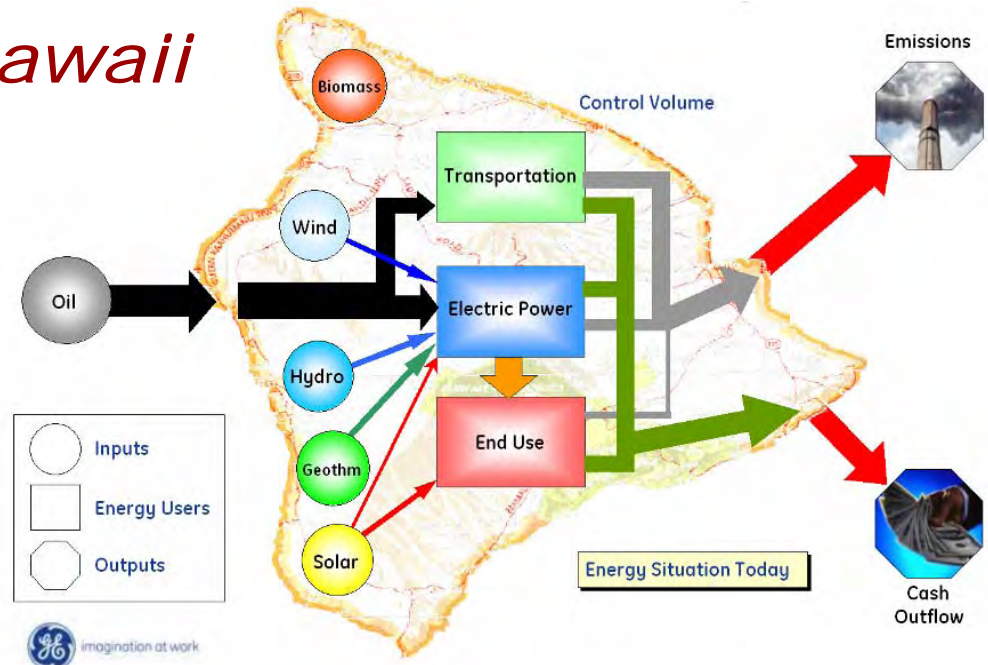 awaii
Emissions
Biomass
Control Volume
Transportation
Wind
Oil
Electric Power
Hydro
Inputs
End Use
Geothm
Energy Users
Solar
Outputs
Energy Situation Today
Cash
Outflow
GE imagination at work